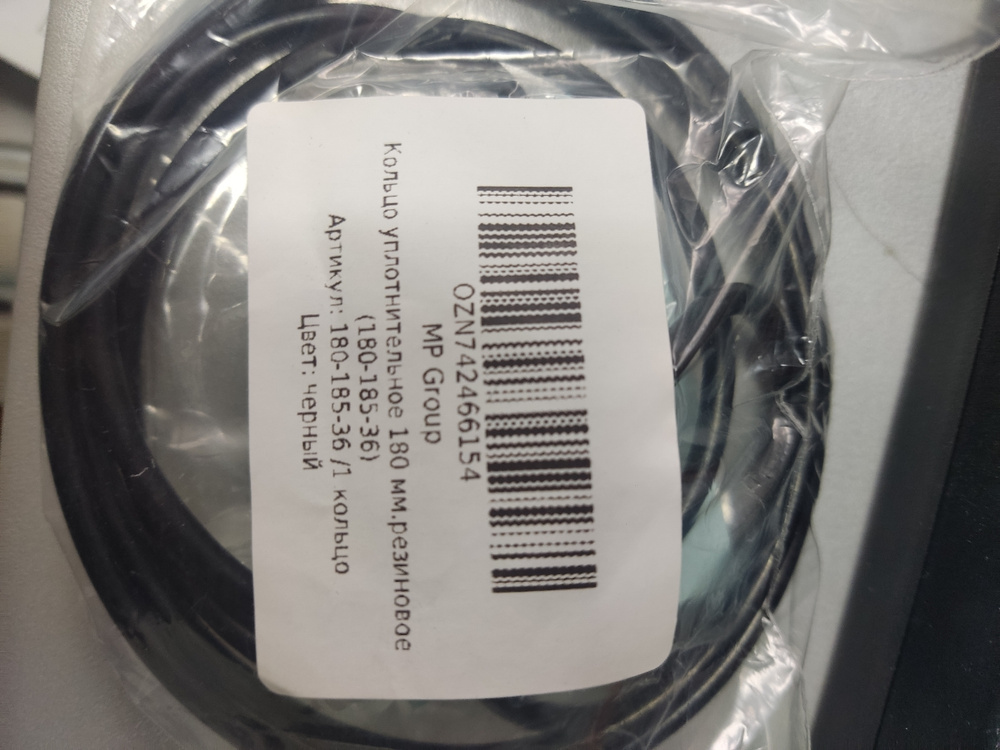 OZN742466154
MP Group
Кольцо уплотнительное 180 мм.резиновое
(180-185-36)
Артикул: 180-185-36 /1 кольцо
Цвет: черный